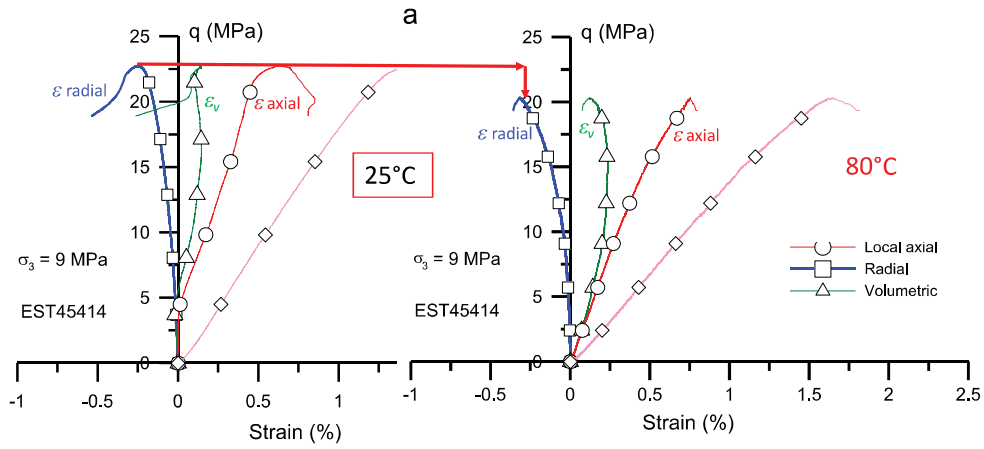 a
q (MPa)
25
20
15
10
5
0
ε radial
εv
ε axial
25°C
σ3 = 9 MPa
EST45414
-1
-0.5
0
0.5
1
Strain (%)
q (MPa)
25
20
15
10
5
0
ε radial
εv
ε axial
80°C
σ3 = 9 MPa
EST45414
Local axial
Radial
Volumetric
-1
-0.5
0
0.5
1
1.5
2
2.5
Strain (%)